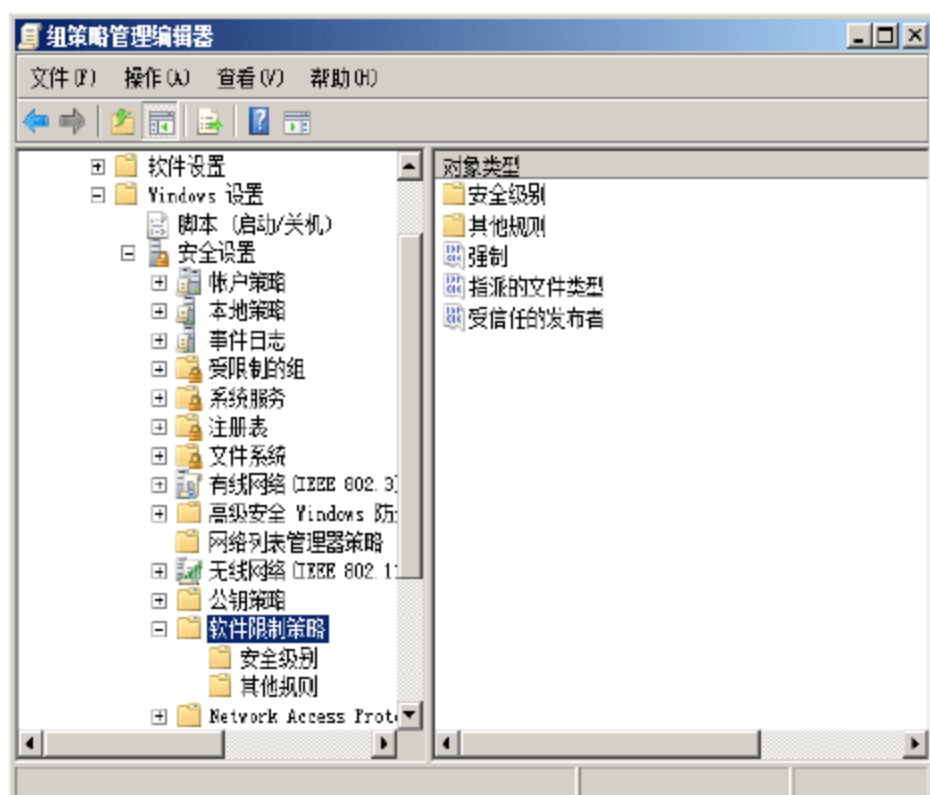 组策略管理编辑器
文件(F) 操作(A) 查看(V) 帮助(H)
软件设置
Windows 设置
脚本 (启动/关机)
安全设置
帐户策略
本地策略
事件日志
受限制的组
系统服务
注册表
文件系统
有线网络(IEEE 802.3)
高级安全 Windows 防
网络列表管理器策略
无线网络(IEEE 802.11
公钥策略
软件限制策略
安全级别
其他规则
Network Access Prot
对象类型
安全级别
其他规则
强制
指派的文件类型
受信任的发布者